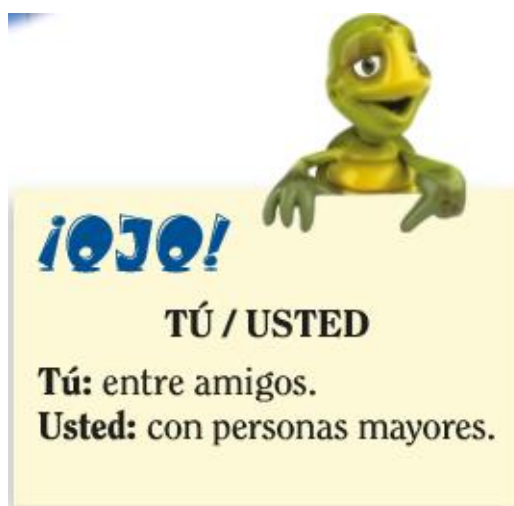 ¡OJO!
TÚ / USTED
Tú: entre amigos.
Usted: con personas mayores.